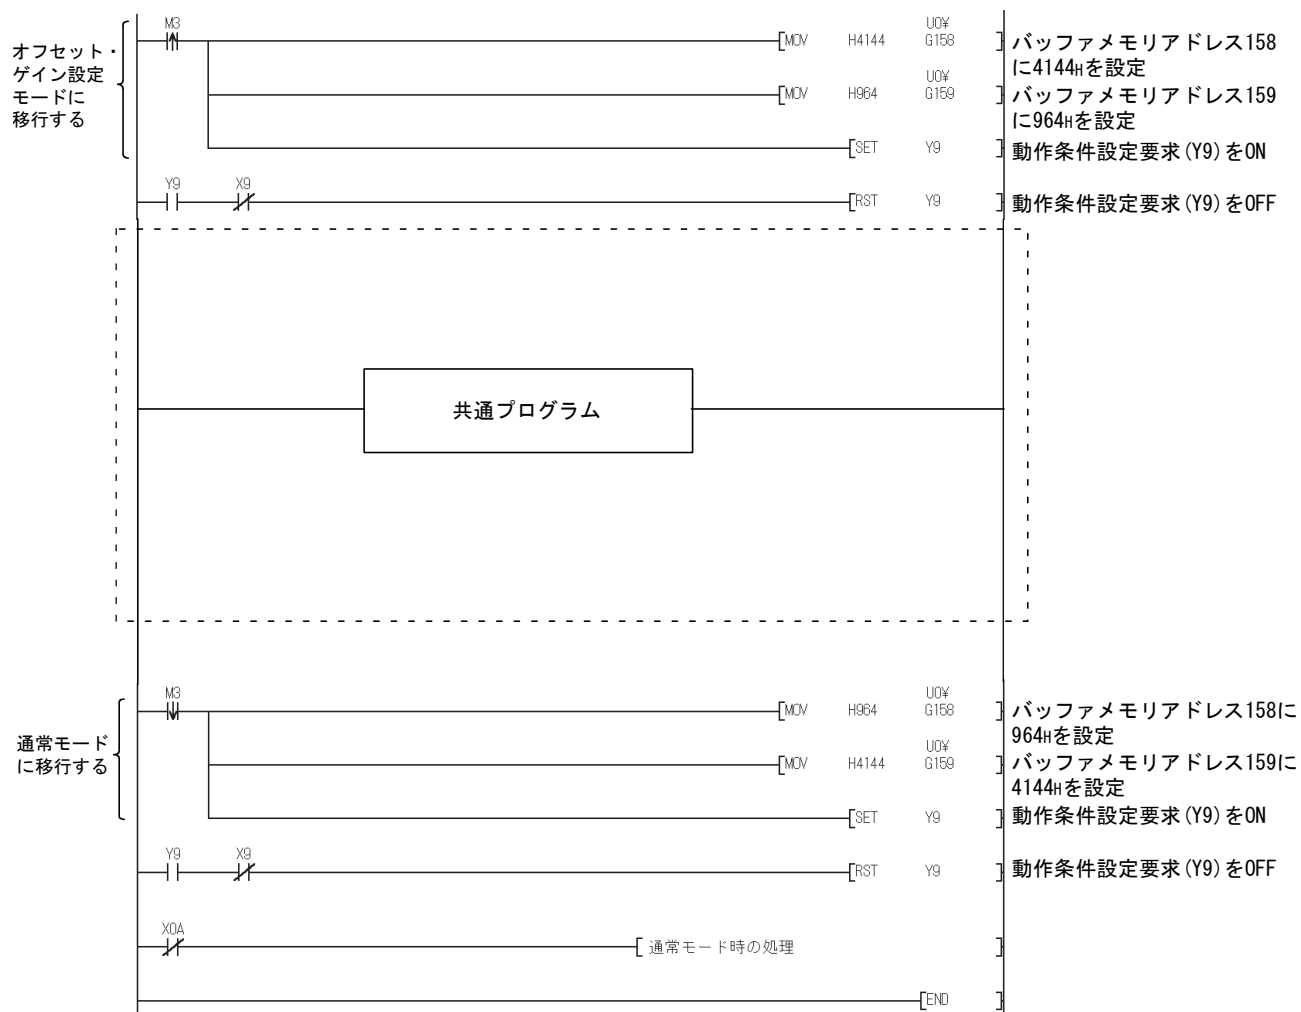 オフセット・
ゲイン設定
モードに
移行する
M3
MOV H4144 U0¥
G158
バッファメモリアドレス158
に4144Hを設定
MOV H964 U0¥
G159
バッファメモリアドレス159
に964Hを設定
SET Y9
動作条件設定要求(Y9)をON
Y9 X9
RST Y9
動作条件設定要求(Y9)をOFF
共通プログラム
通常モード
に移行する
M3
MOV H964 U0¥
G158
バッファメモリアドレス158に
964Hを設定
MOV H4144 U0¥
G159
バッファメモリアドレス159に
4144Hを設定
SET Y9
動作条件設定要求(Y9)をON
Y9 X9
RST Y9
動作条件設定要求(Y9)をOFF
X0A
通常モード時の処理
END